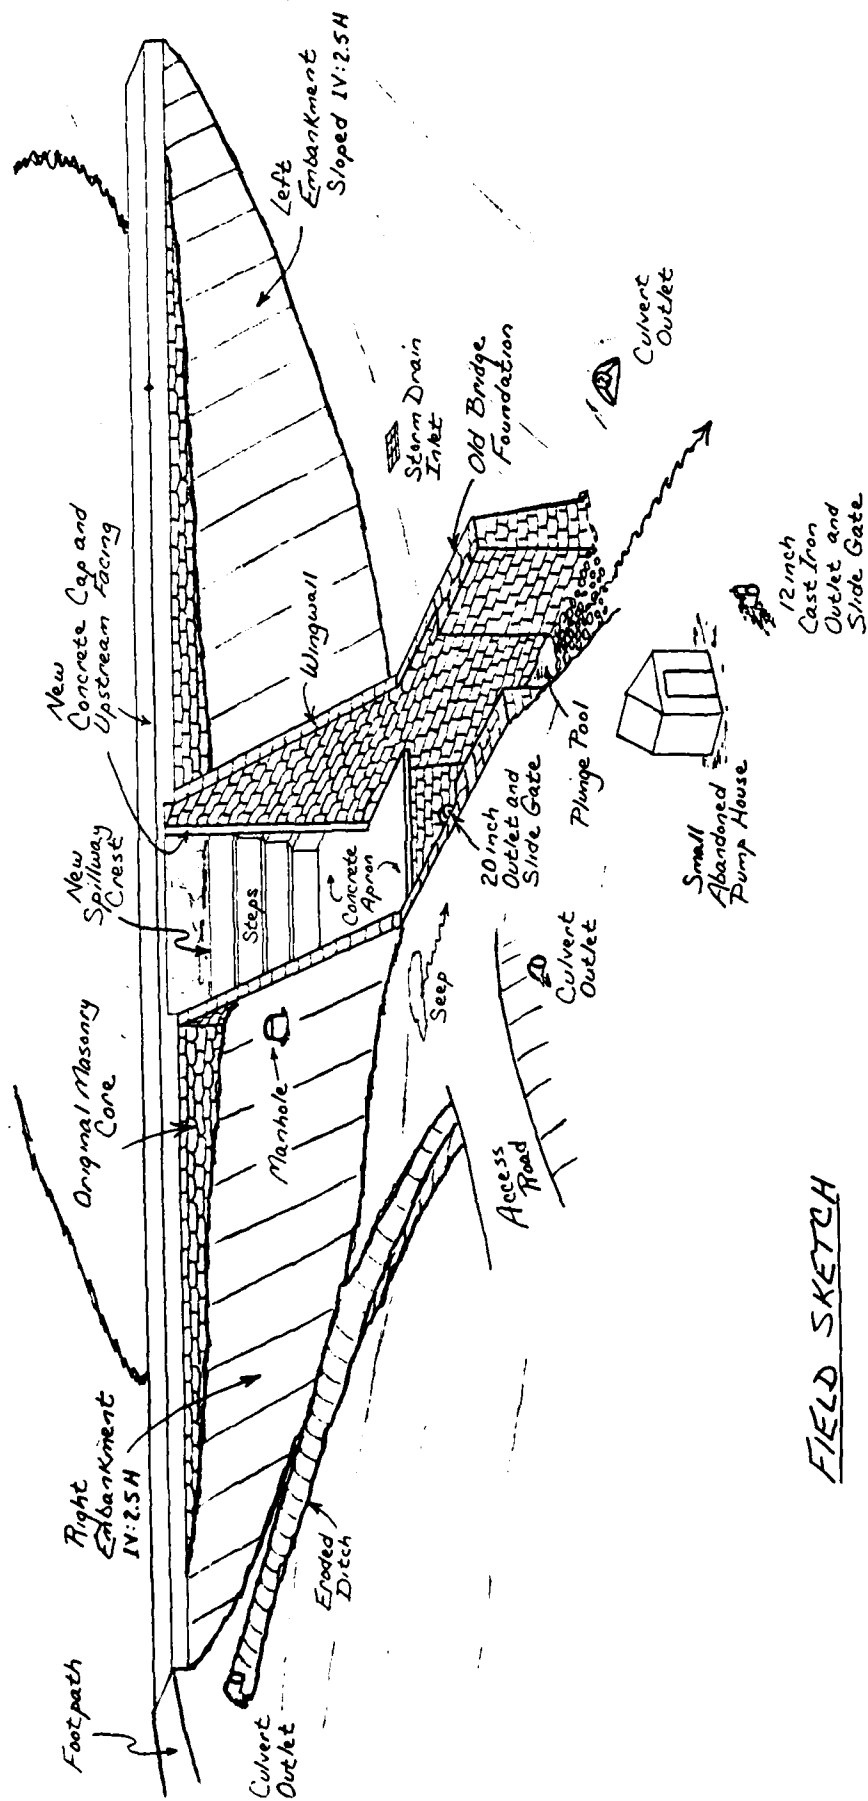 Footpath
Right
Embankment
1V:2.5H
Original Masonry
Core
New
Spillway
Crest
New
Concrete Cap and
Upstream Facing
Left
Embankment
Sloped 1V:2.5H
Manhole
Steps
Concrete
Apron
Wingwall
Storm Drain
Inlet
Old Bridge
Foundation
Culvert
Outlet
Culvert
Outlet
Eroded
Ditch
Access
Road
Seep
Culvert
Outlet
20 inch
Outlet and
Slide Gate
Plunge Pool
Small
Abandoned
Pump House
12 inch
Cast Iron
Outlet and
Slide Gate
FIELD SKETCH